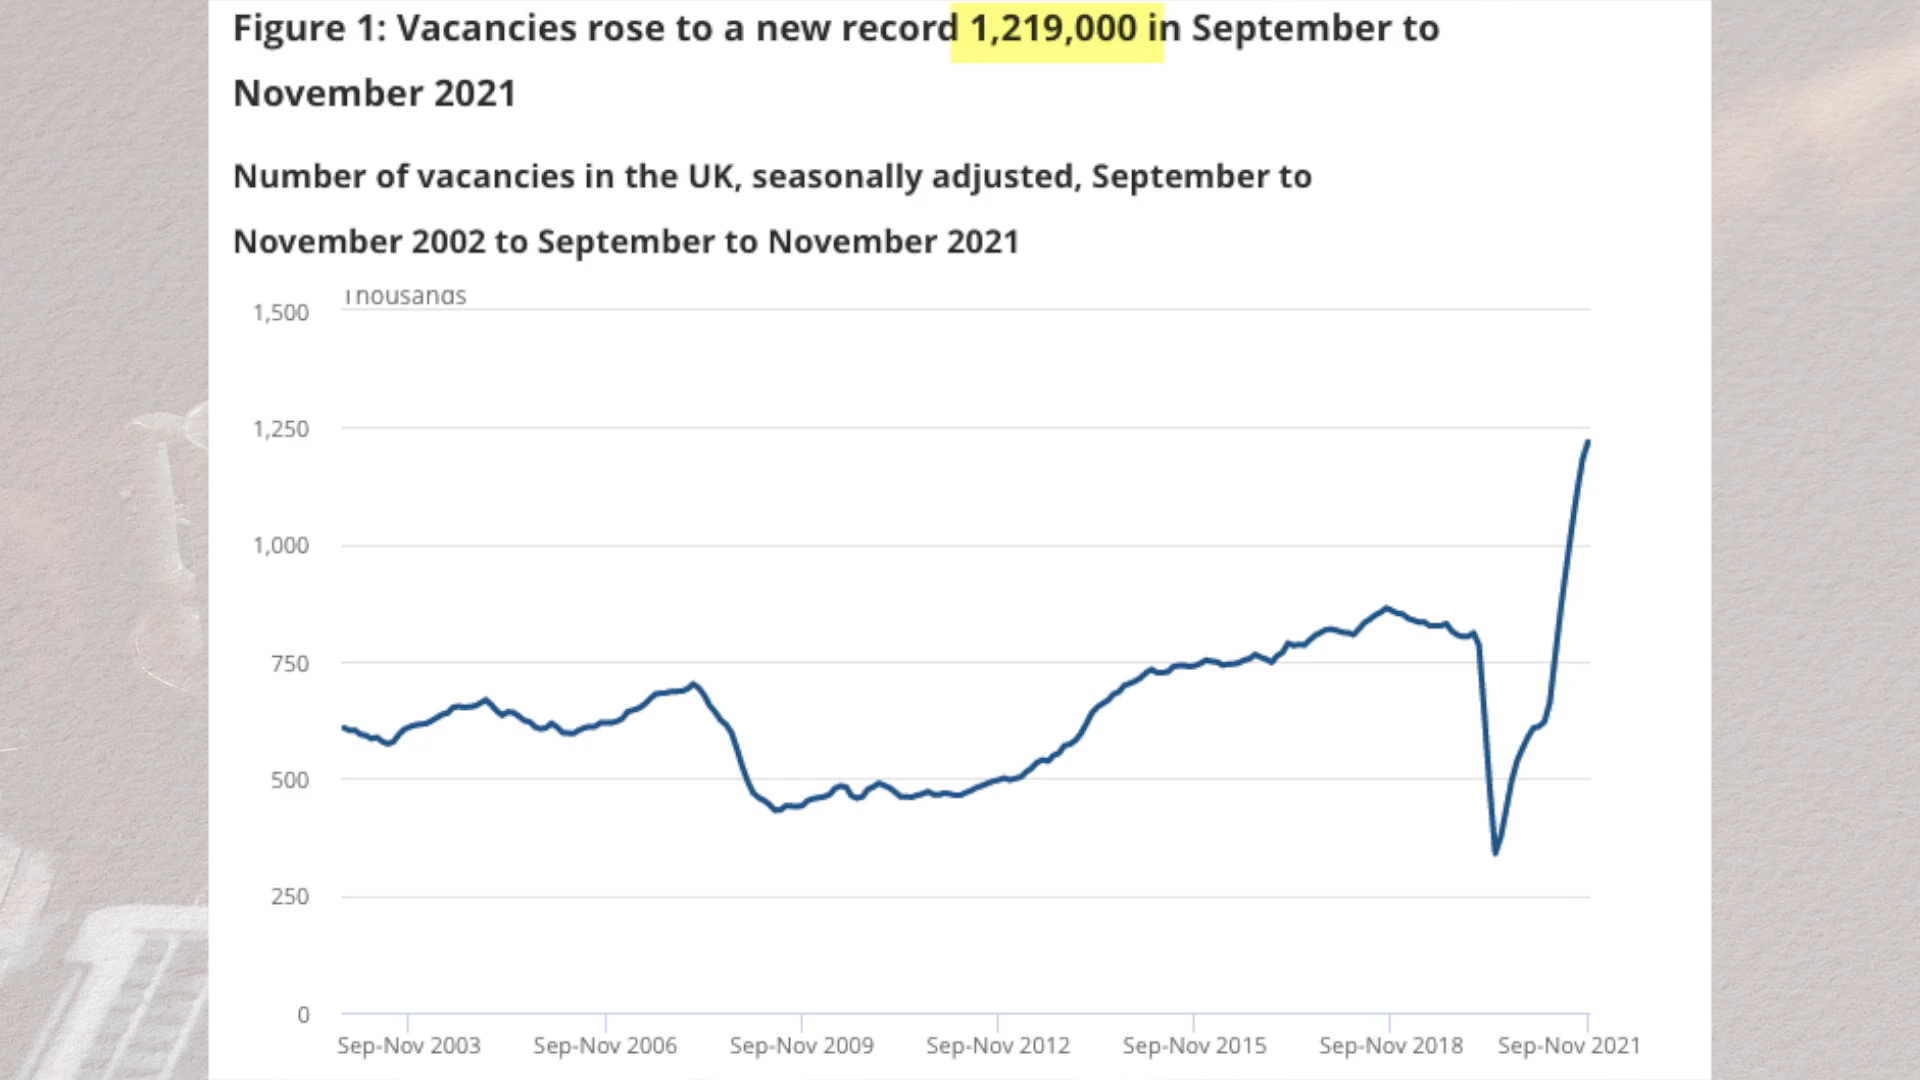 Figure 1: Vacancies rose to a new record 1,219,000 in September to
November 2021
Number of vacancies in the UK, seasonally adjusted, September to
November 2002 to September to November 2021
Thousands
1,500
1,250
1,000
750
500
250
0
Sep-Nov 2003 Sep-Nov 2006 Sep-Nov 2009 Sep-Nov 2012 Sep-Nov 2015 Sep-Nov 2018 Sep-Nov 2021